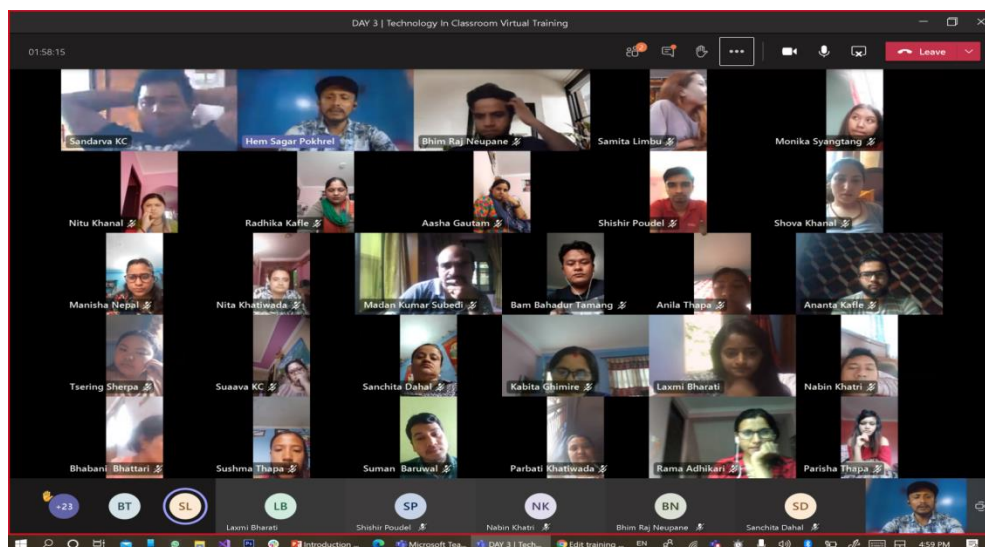 DAY 3 | Technology In Classroom Virtual Training
01:58:15
2
Leave
Sandarva KC
Hem Sagar Pokhrel
Bhim Raj Neupane
Samita Limbu
Monika Syangtang
Nitu Khanal
Radhika Kafle
Aasha Gautam
Shishir Poudel
Shova Khanal
Manisha Nepal
Nita Khatiwada
Madan Kumar Subedi
Bam Bahadur Tamang
Anila Thapa
Ananta Kafle
Tsering Sherpa
Suaava KC
Sanchita Dahal
Kabita Ghimire
Laxmi Bharati
Nabin Khatri
Bhabani Bhattari
Sushma Thapa
Suman Baruwal
Parbati Khatiwada
Rama Adhikari
Parisha Thapa
+23
BT
SL
LB
SP
NK
BN
SD
Laxmi Bharati
Shishir Poudel
Nabin Khatri
Bhim Raj Neupane
Sanchita Dahal
Introduction _
Microsoft Tea...
DAY 3 | Tech...
Edit training _
EN
4:59 PM